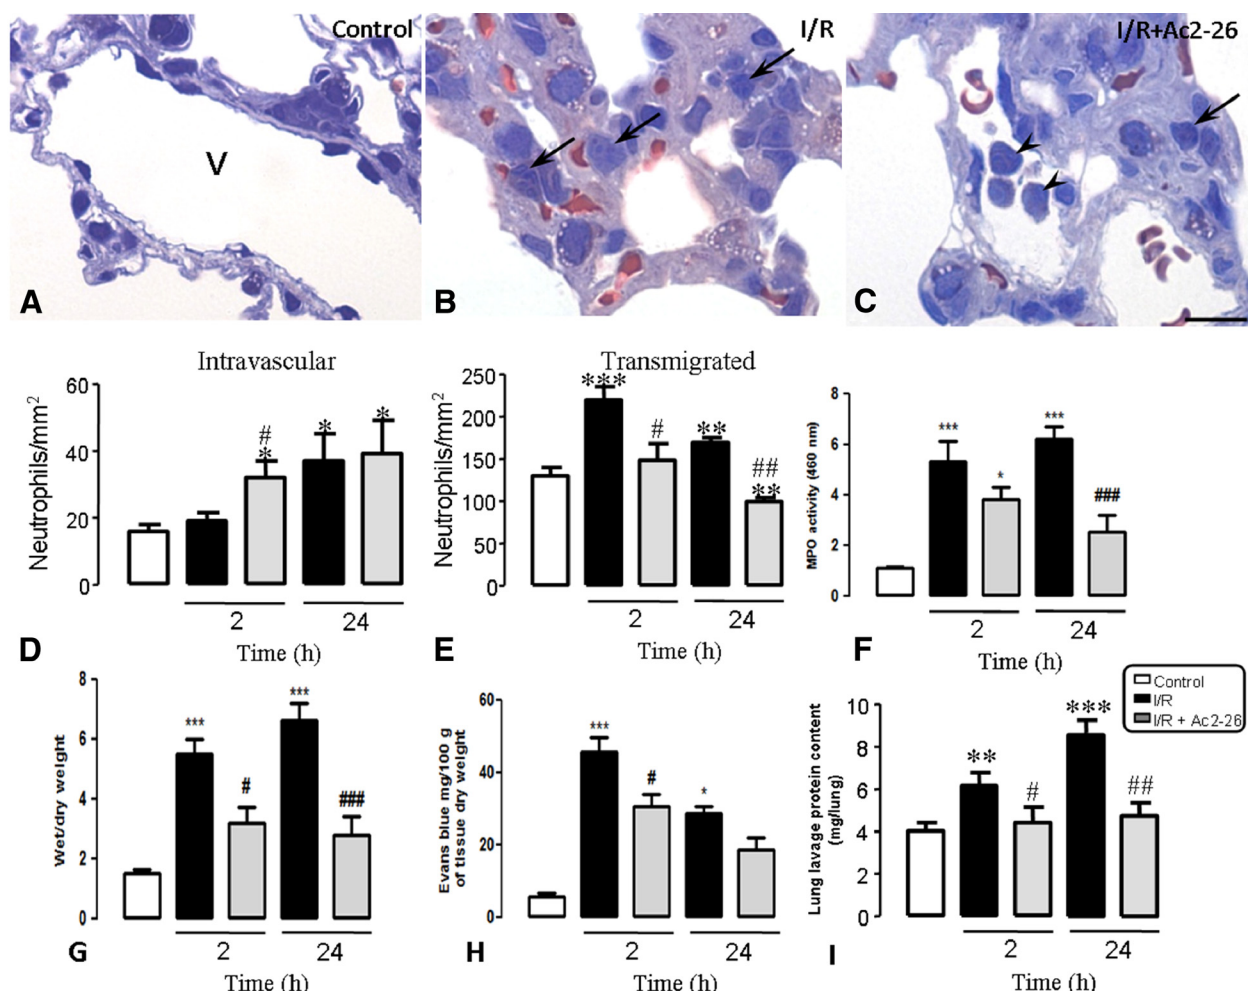 Control
I/R
I/R+Ac2-26
V
A
B
C
Intravascular
Neutrophils/mm²
60
40
20
0
#
*
*
*
2
24
Time (h)
D
Transmigrated
Neutrophils/mm²
250
200
150
100
50
0
***
#
**
##
**
2
24
Time (h)
E
MPO activity (460 nm)
8
6
4
2
0
***
*
***
###
2
24
Time (h)
F
Control
I/R
I/R + Ac2-26
Wet/dry weight
8
6
4
2
0
***
#
***
###
2
24
Time (h)
G
Evans blue mg/100 g
of tissue dry weight
60
40
20
0
***
#
*
2
24
Time (h)
H
Lung lavage protein content
(mg/lung)
10
8
6
4
2
0
**
#
***
##
2
24
Time (h)
I